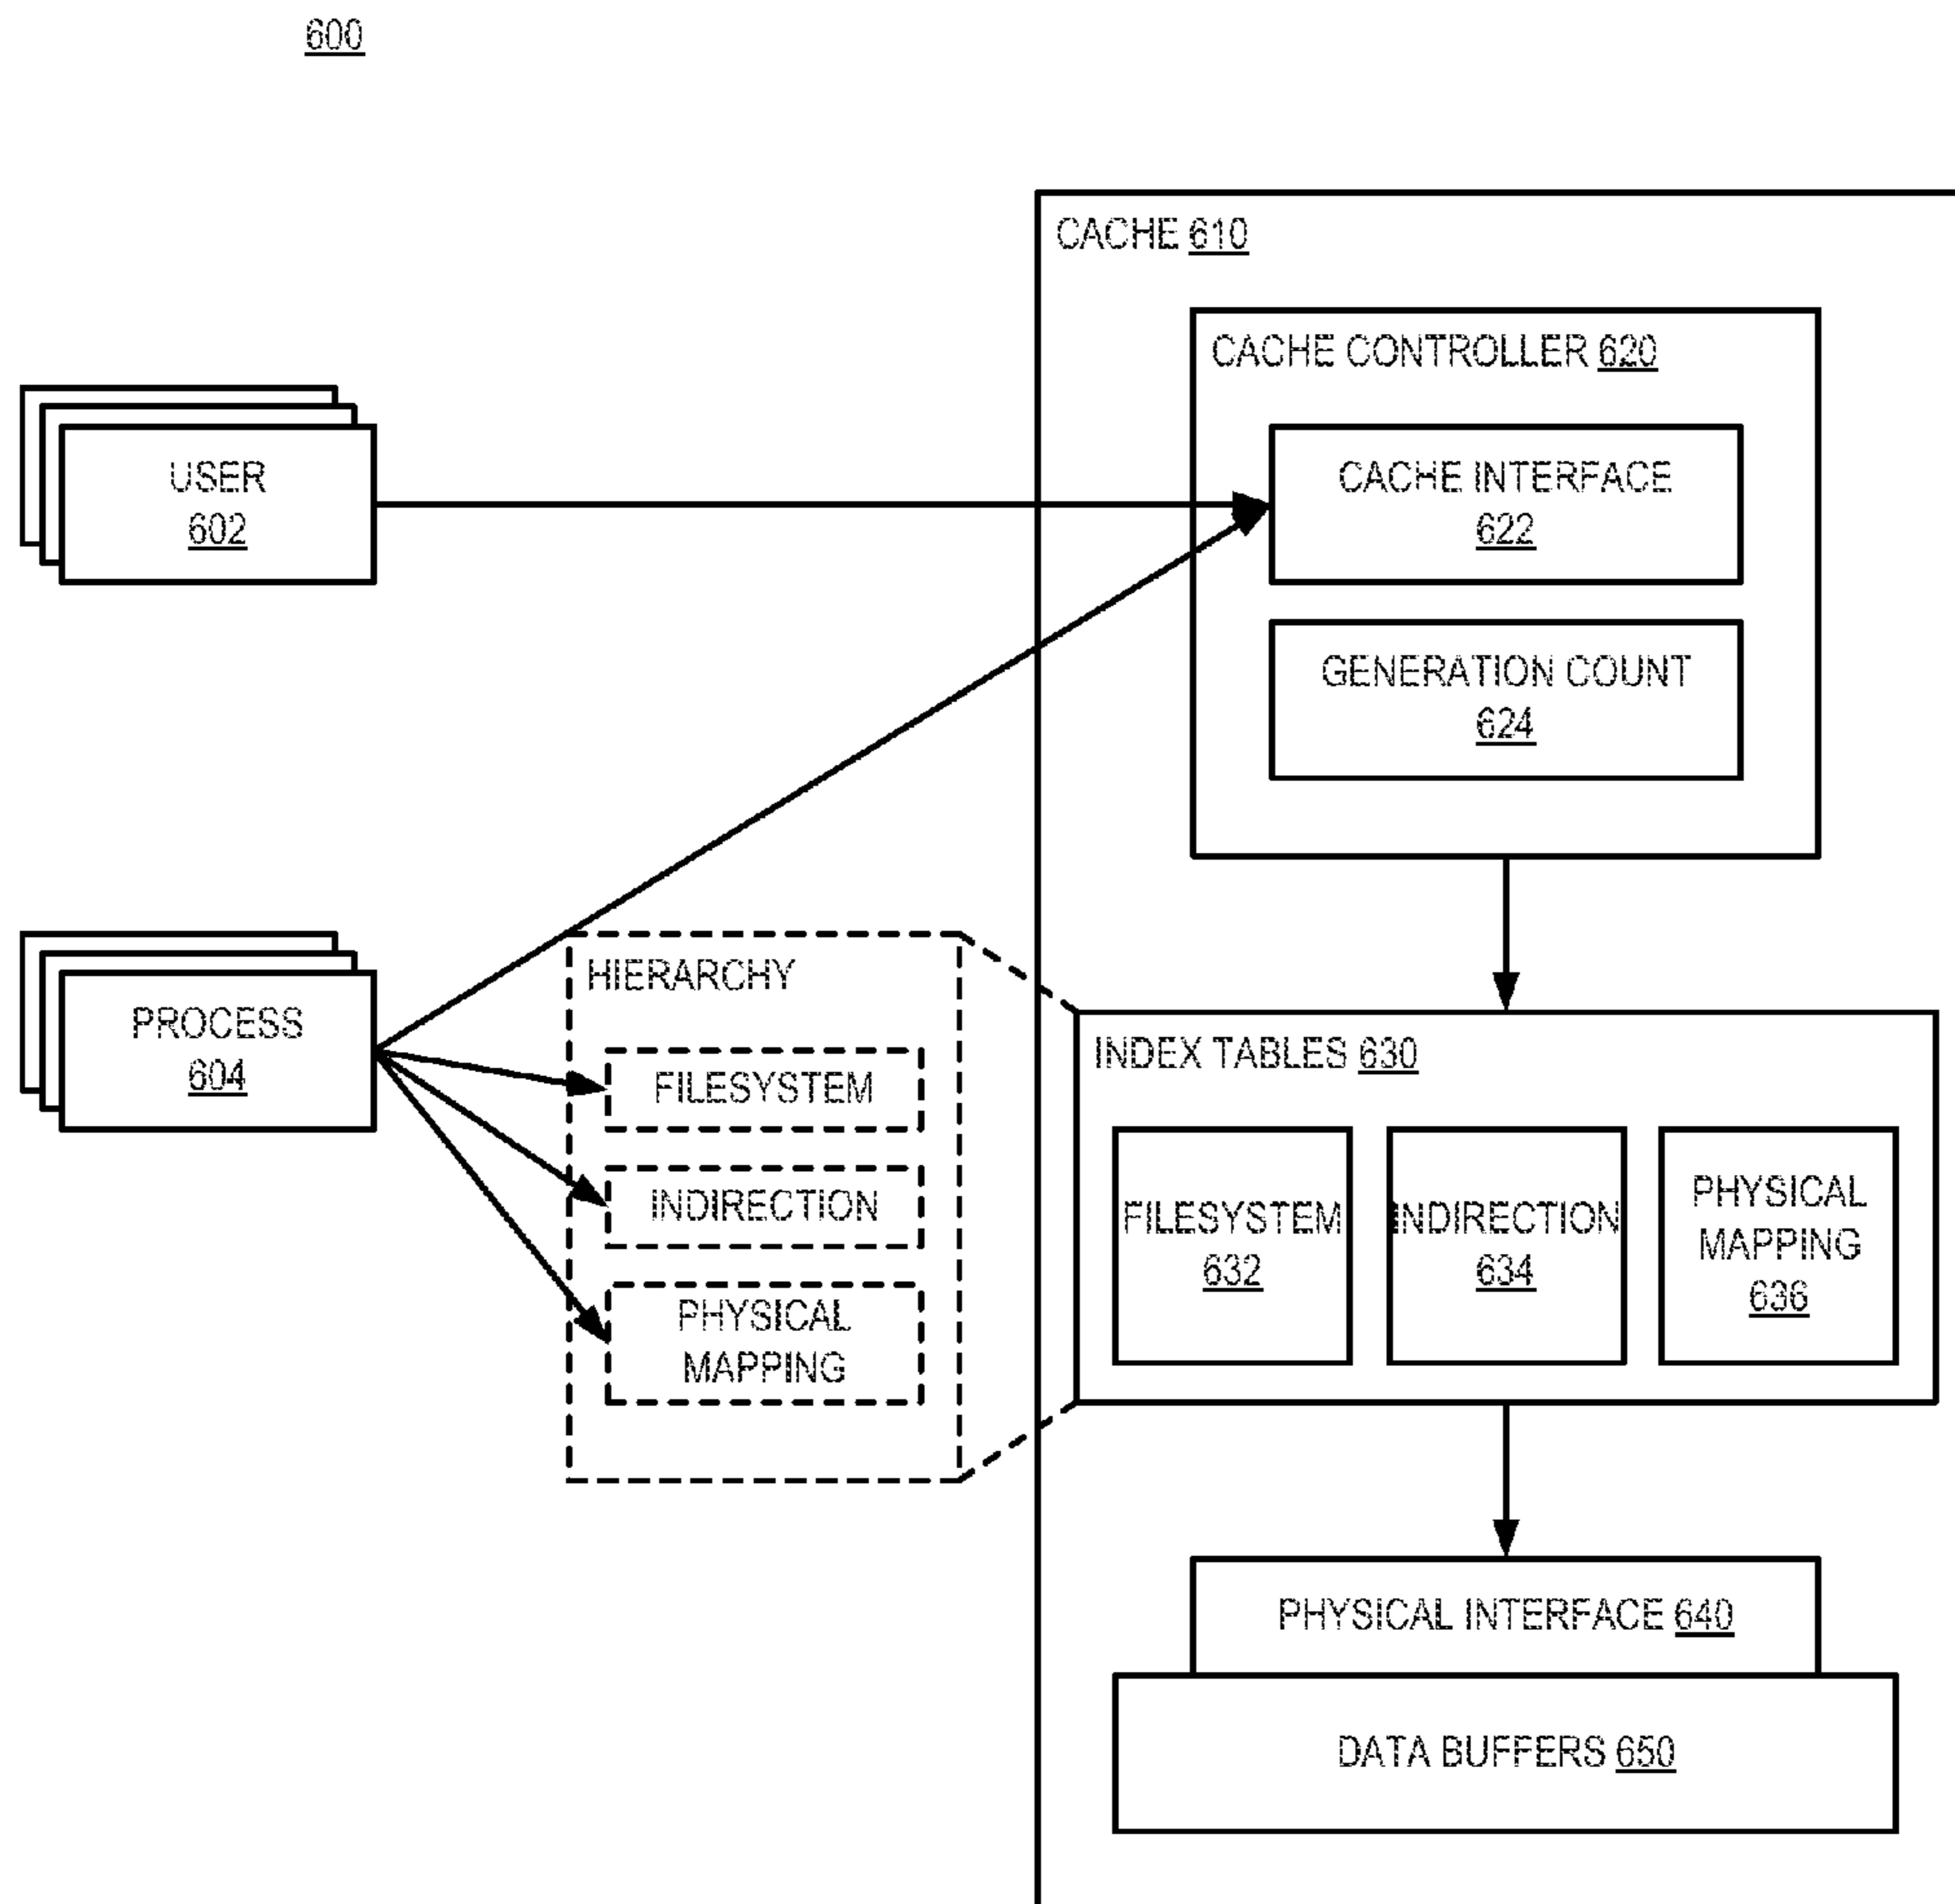 600
CACHE 610
CACHE CONTROLLER 620
CACHE INTERFACE
622
GENERATION COUNT
624
USER
602
PROCESS
604
HIERARCHY
FILESYSTEM
INDIRECTION
PHYSICAL
MAPPING
INDEX TABLES 630
FILESYSTEM
632
INDIRECTION
634
PHYSICAL
MAPPING
636
PHYSICAL INTERFACE 640
DATA BUFFERS 650